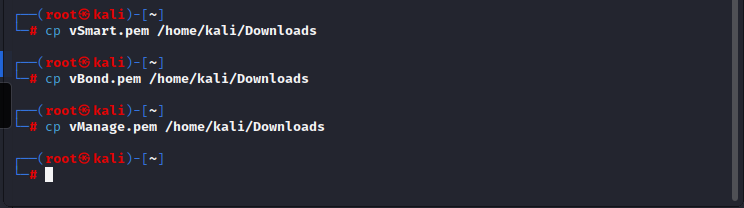 ┌──(root㉿kali)-[~]
└─# cp vSmart.pem /home/kali/Downloads
┌──(root㉿kali)-[~]
└─# cp vBond.pem /home/kali/Downloads
┌──(root㉿kali)-[~]
└─# cp vManage.pem /home/kali/Downloads
┌──(root㉿kali)-[~]
└─#